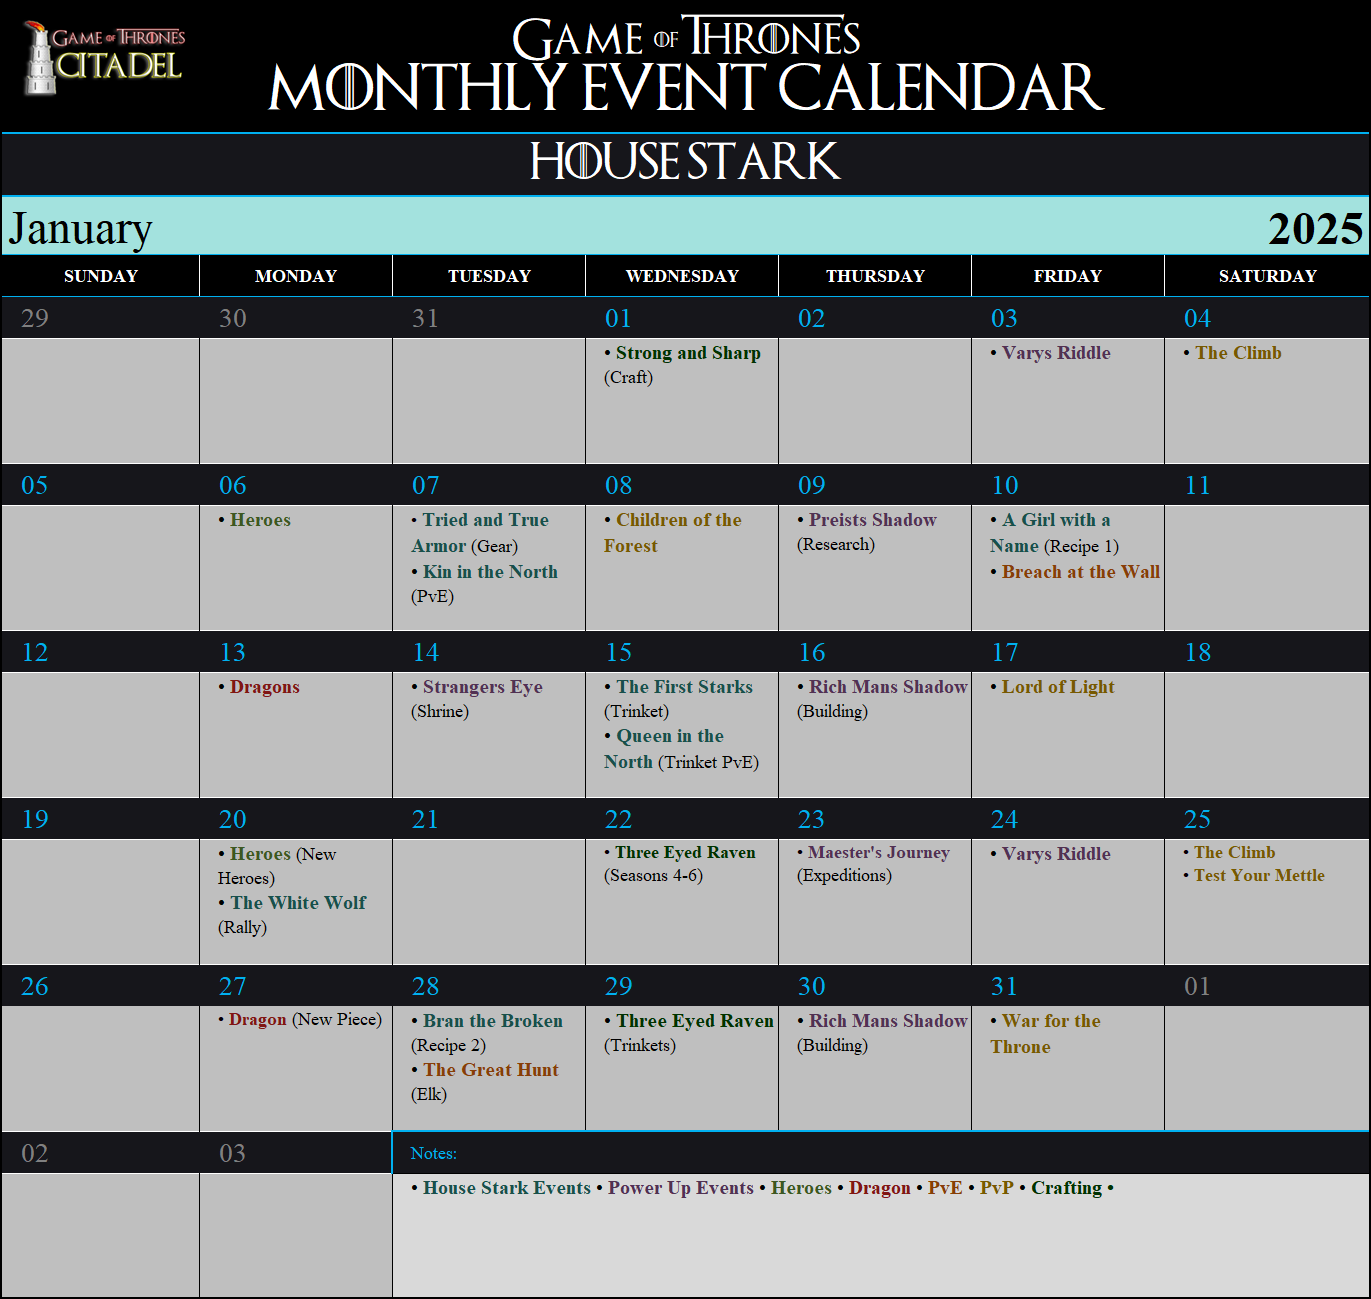 GAME OF THRONES
CITADEL
GAME OF THRONES
MONTHLY EVENT CALENDAR
HOUSE STARK
January 2025
SUNDAY MONDAY TUESDAY WEDNESDAY THURSDAY FRIDAY SATURDAY
29 30 31 01 02 03 04
• Strong and Sharp
(Craft)
• Varys Riddle
• The Climb
05 06 07 08 09 10 11
• Heroes
• Tried and True
Armor (Gear)
• Kin in the North
(PvE)
• Children of the
Forest
• Preists Shadow
(Research)
• A Girl with a
Name (Recipe 1)
• Breach at the Wall
12 13 14 15 16 17 18
• Dragons
• Strangers Eye
(Shrine)
• The First Starks
(Trinket)
• Queen in the
North (Trinket PvE)
• Rich Mans Shadow
(Building)
• Lord of Light
19 20 21 22 23 24 25
• Heroes (New
Heroes)
• The White Wolf
(Rally)
• Three Eyed Raven
(Seasons 4-6)
• Maester's Journey
(Expeditions)
• Varys Riddle
• The Climb
• Test Your Mettle
26 27 28 29 30 31 01
• Dragon (New Piece)
• Bran the Broken
(Recipe 2)
• The Great Hunt
(Elk)
• Three Eyed Raven
(Trinkets)
• Rich Mans Shadow
(Building)
• War for the
Throne
02 03 Notes:
• House Stark Events • Power Up Events • Heroes • Dragon • PvE • PvP • Crafting •